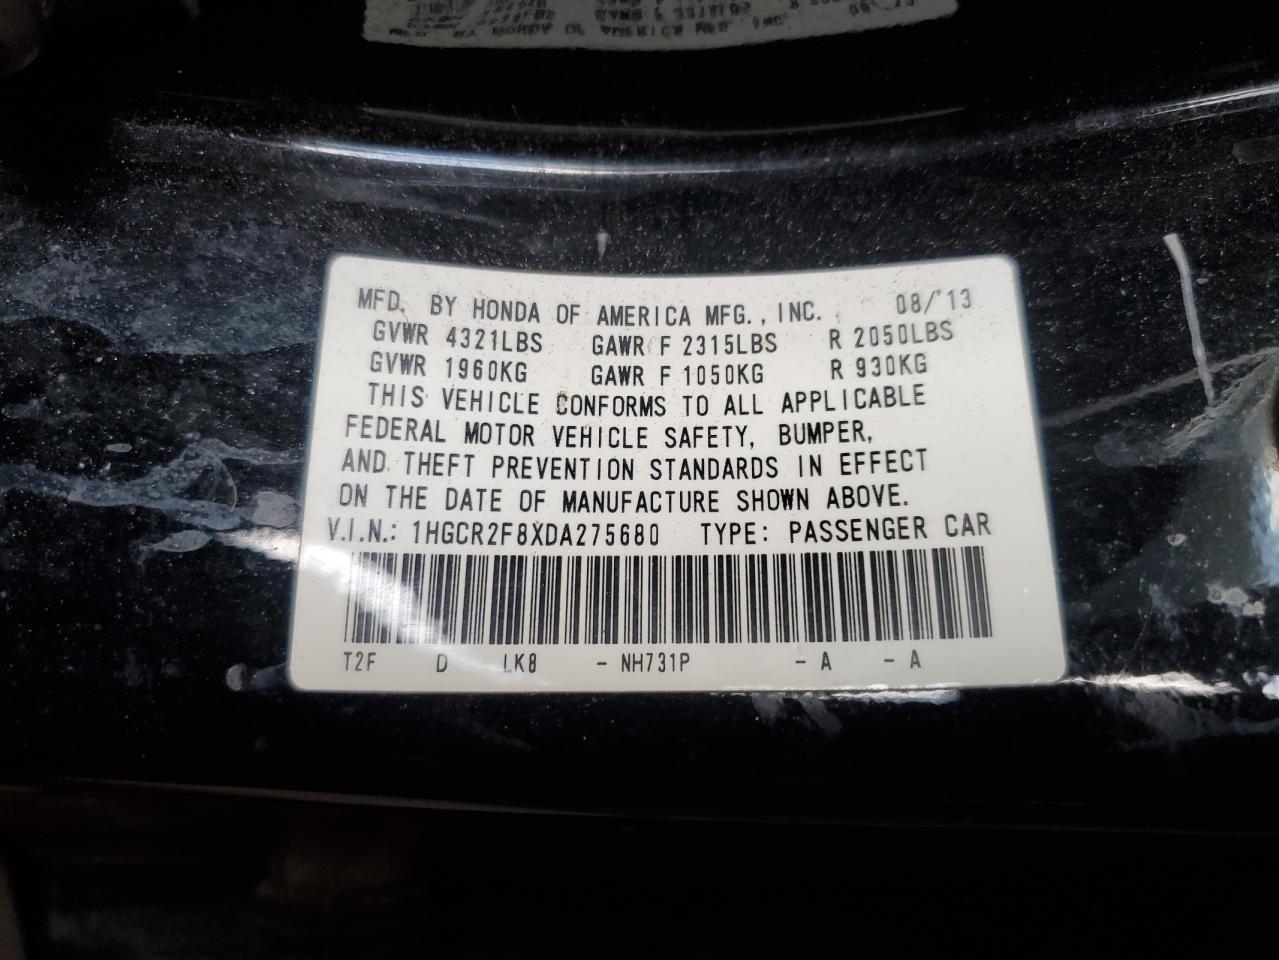 MFD. BY HONDA OF AMERICA MFG., INC. 08/'13
GVWR 4321LBS GAWR F 2315LBS R 2050LBS
GVWR 1960KG GAWR F 1050KG R 930KG
THIS VEHICLE CONFORMS TO ALL APPLICABLE
FEDERAL MOTOR VEHICLE SAFETY, BUMPER,
AND THEFT PREVENTION STANDARDS IN EFFECT
ON THE DATE OF MANUFACTURE SHOWN ABOVE.
V.I.N.: 1HGCR2F8XDA275680 TYPE: PASSENGER CAR
T2F D LK8 - NH731P - A - A